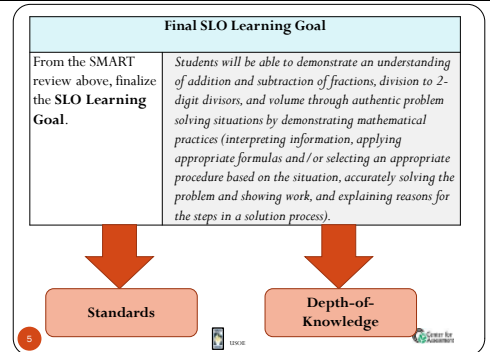 Final SLO Learning Goal
From the SMART
review above, finalize
the SLO Learning
Goal.
Students will be able to demonstrate an understanding
of addition and subtraction of fractions, division to 2-
digit divisors, and volume through authentic problem
solving situations by demonstrating mathematical
practices (interpreting information, applying
appropriate formulas and/or selecting an appropriate
procedure based on the situation, accurately solving the
problem and showing work, and explaining reasons for
the steps in a solution process).
Standards
Depth-of-
Knowledge
5
USOE
Center for
Assessment